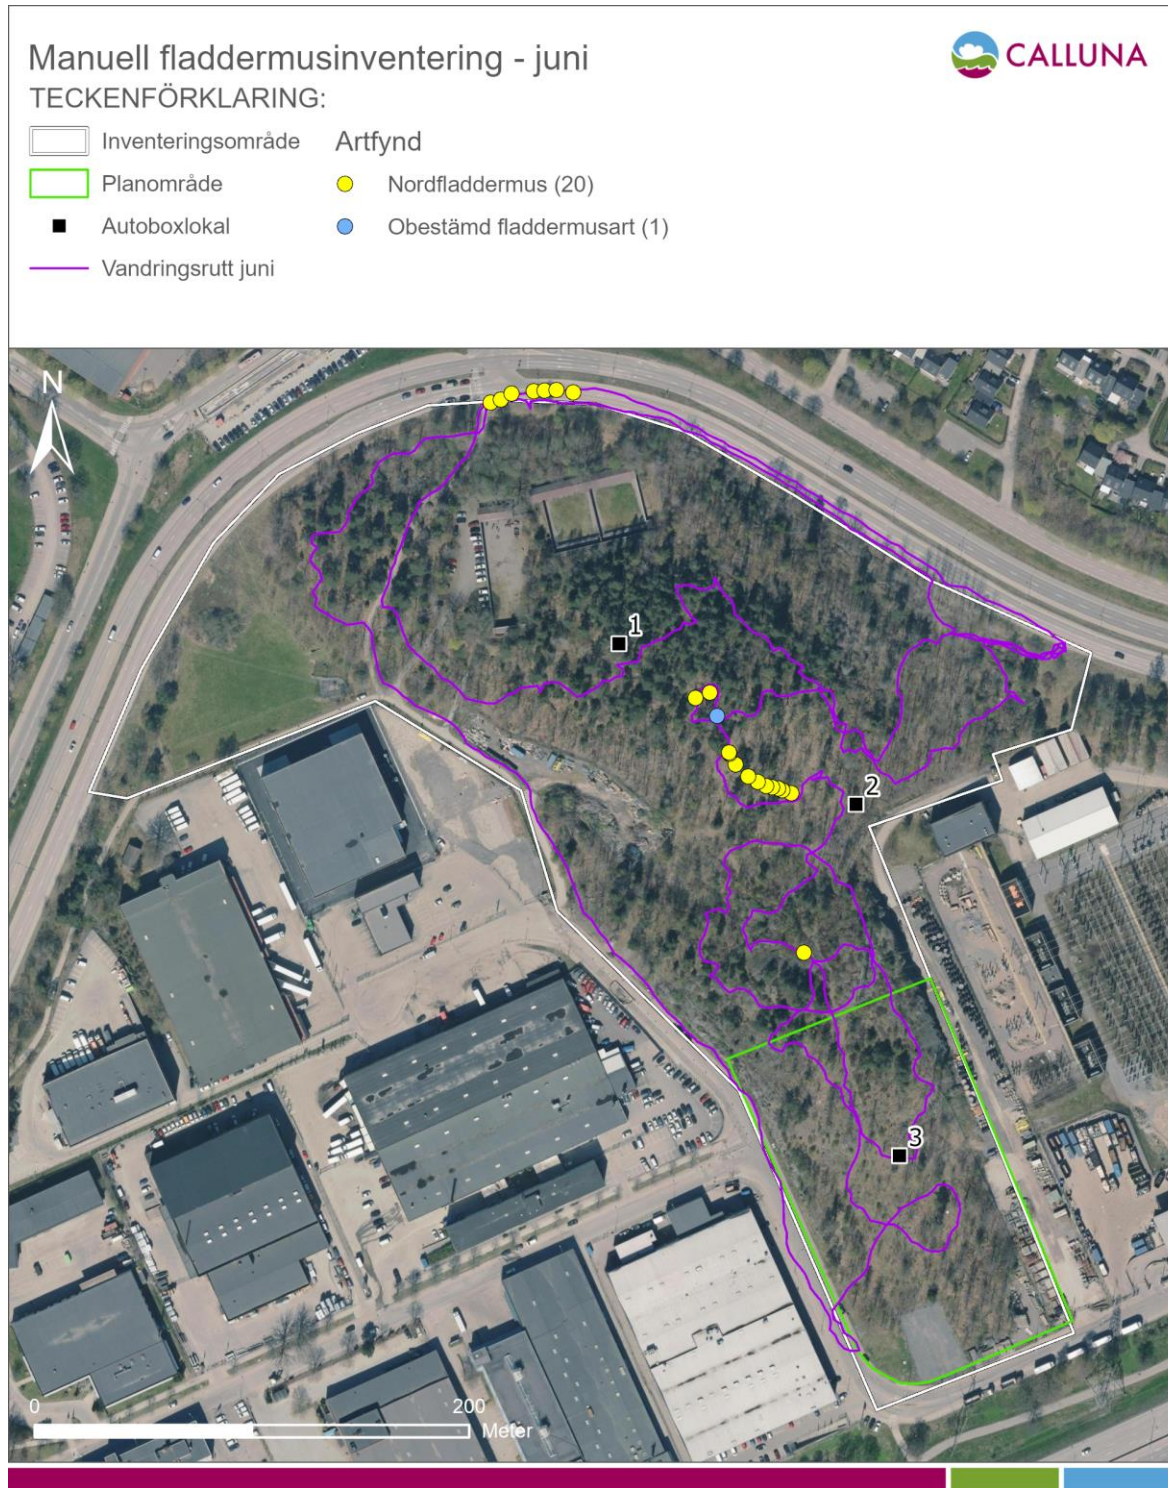 Manuell fladdermusinventering - juni
CALLUNA
TECKENFÖRKLARING:
Inventeringsområde
Artfynd
Planområde
Nordfladdermus (20)
Autoboxlokal
Obestämd fladdermusart (1)
Vandringsrutt juni
N
1
2
3
0
200
Meter